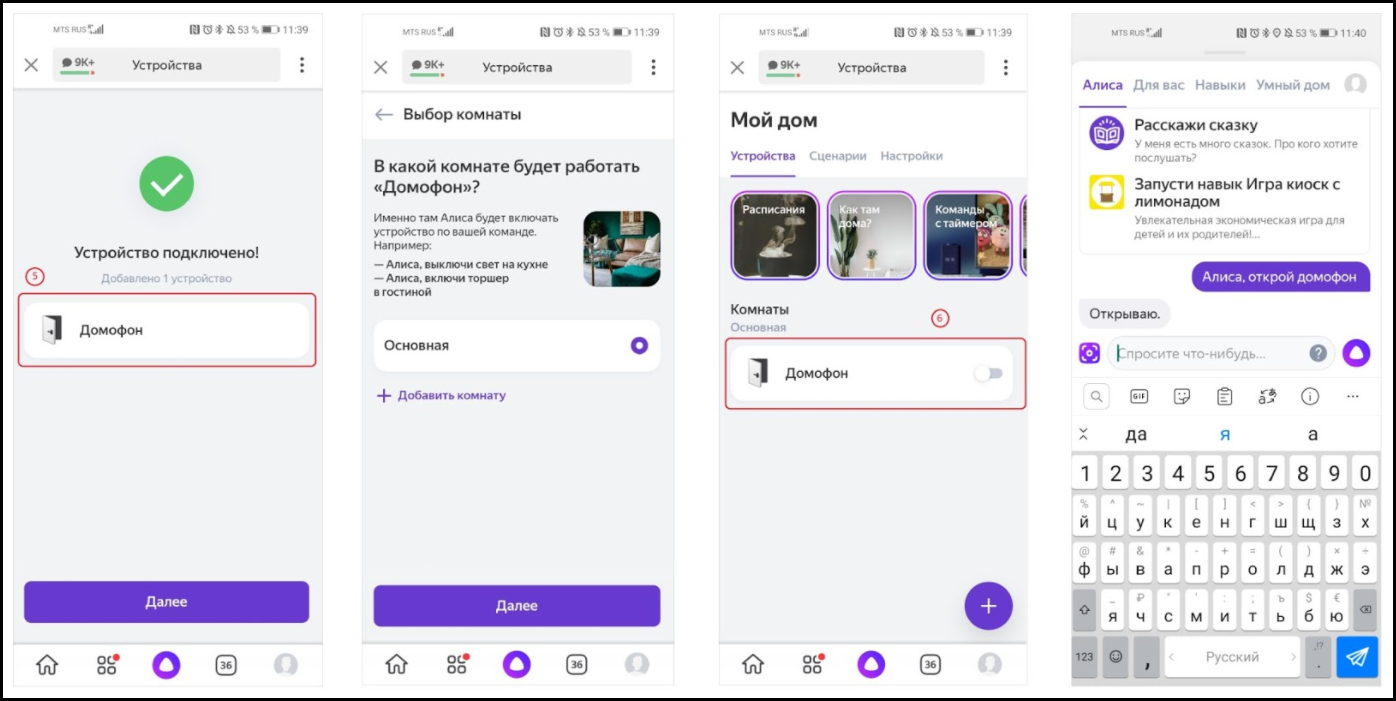 MTS RUS 53 % 11:39
9K+ Устройства
Устройство подключено!
5
Добавлено 1 устройство
Домофон
Далее
36
MTS RUS 53 % 11:39
9K+ Устройства
Выбор комнаты
В какой комнате будет работать
«Домофон»?
Именно там Алиса будет включать
устройство по вашей команде.
Например:
— Алиса, выключи свет на кухне
— Алиса, включи торшер
в гостиной
Основная
+ Добавить комнату
Далее
36
MTS RUS 53 % 11:39
9K+ Устройства
Мой дом
Устройства Сценарии Настройки
Расписания Как там Команды
дома? с таймером
Комнаты
Основная
6
Домофон
+
36
MTS RUS 53 % 11:40
Алиса Для вас Навыки Умный дом
Расскажи сказку
У меня есть много сказок. Про кого хотите
послушать?
Запусти навык Игра киоск с
лимонадом
Увлекательная экономическая игра для
детей и их родителей!...
Алиса, открой домофон
Открываю.
Спросите что-нибудь... ?
GIF
да я а
1 2 3 4 5 6 7 8 9 0
% ^ ~ | [ ] < > { } №
й ц у к е н г ш щ з х
@ # & * - + = ( ) × ÷
ф ы в а п р о л д ж э
_ ₽ " ' : ; ъ $ €
я ч с м и т ь б ю
123 , < Русский > ,!? .